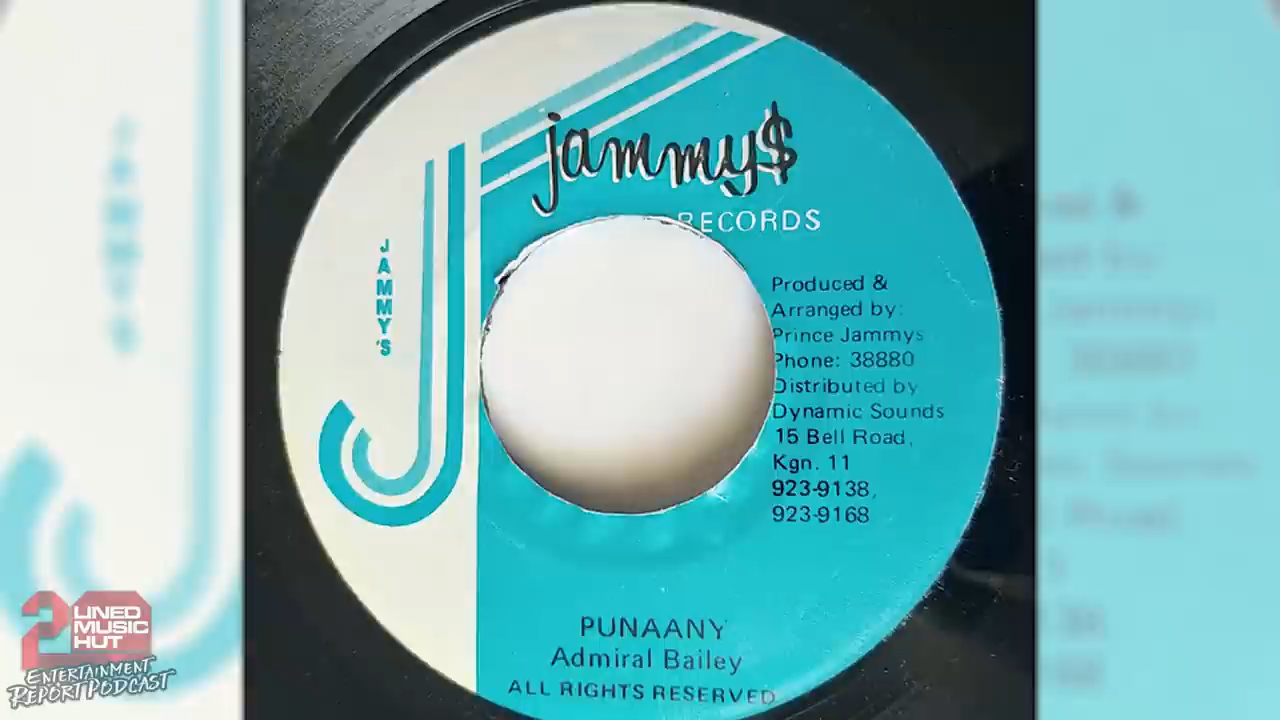 jammy$
RECORDS
JAMMY'S
Produced &
Arranged by:
Prince Jammys
Phone: 38880
Distributed by
Dynamic Sounds
15 Bell Road,
Kgn. 11
923-9138,
923-9168
PUNAANY
Admiral Bailey
ALL RIGHTS RESERVED
2
LINED
MUSIC
HUT
ENTERTAINMENT
REPORT PODCAST